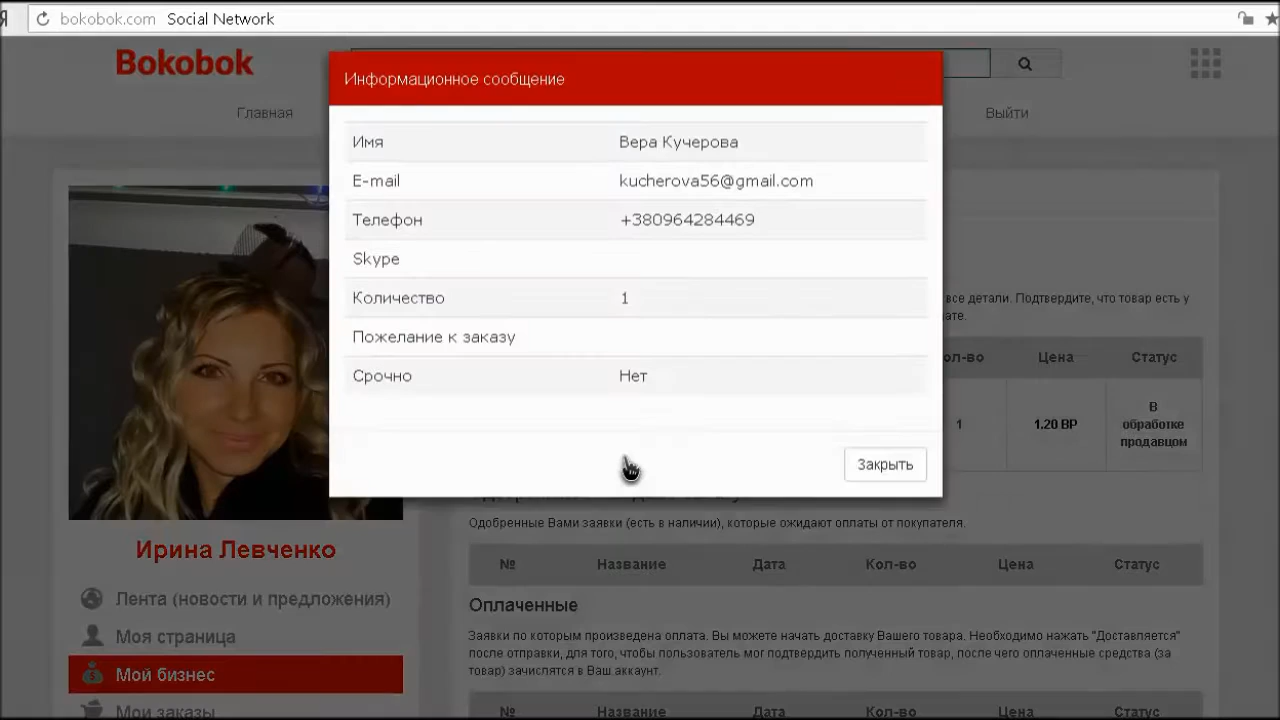 Я bokobok.com Social Network
Bokobok
Главная
Выйти
Информационное сообщение
Имя Вера Кучерова
E-mail kucherova56@gmail.com
Телефон +380964284469
Skype
Количество 1
Пожелание к заказу
Срочно Нет
Закрыть
все детали. Подтвердите, что товар есть у
Цена Статус
1 1.20 BP В обработке продавцом
Одобренные Вами заявки (есть в наличии), которые ожидают оплаты от покупателя.
№ Название Дата Кол-во Цена Статус
Оплаченные
Заявки по которым произведена оплата. Вы можете начать доставку Вашего товара. Необходимо нажать "Доставляется"
после отправки, для того, чтобы пользователь мог подтвердить полученный товар, после чего оплаченные средства (за
товар) зачислятся в Ваш аккаунт.
№ Название Дата Кол-во Цена Статус
Ирина Левченко
Лента (новости и предложения)
Моя страница
Мой бизнес
Мои заказы